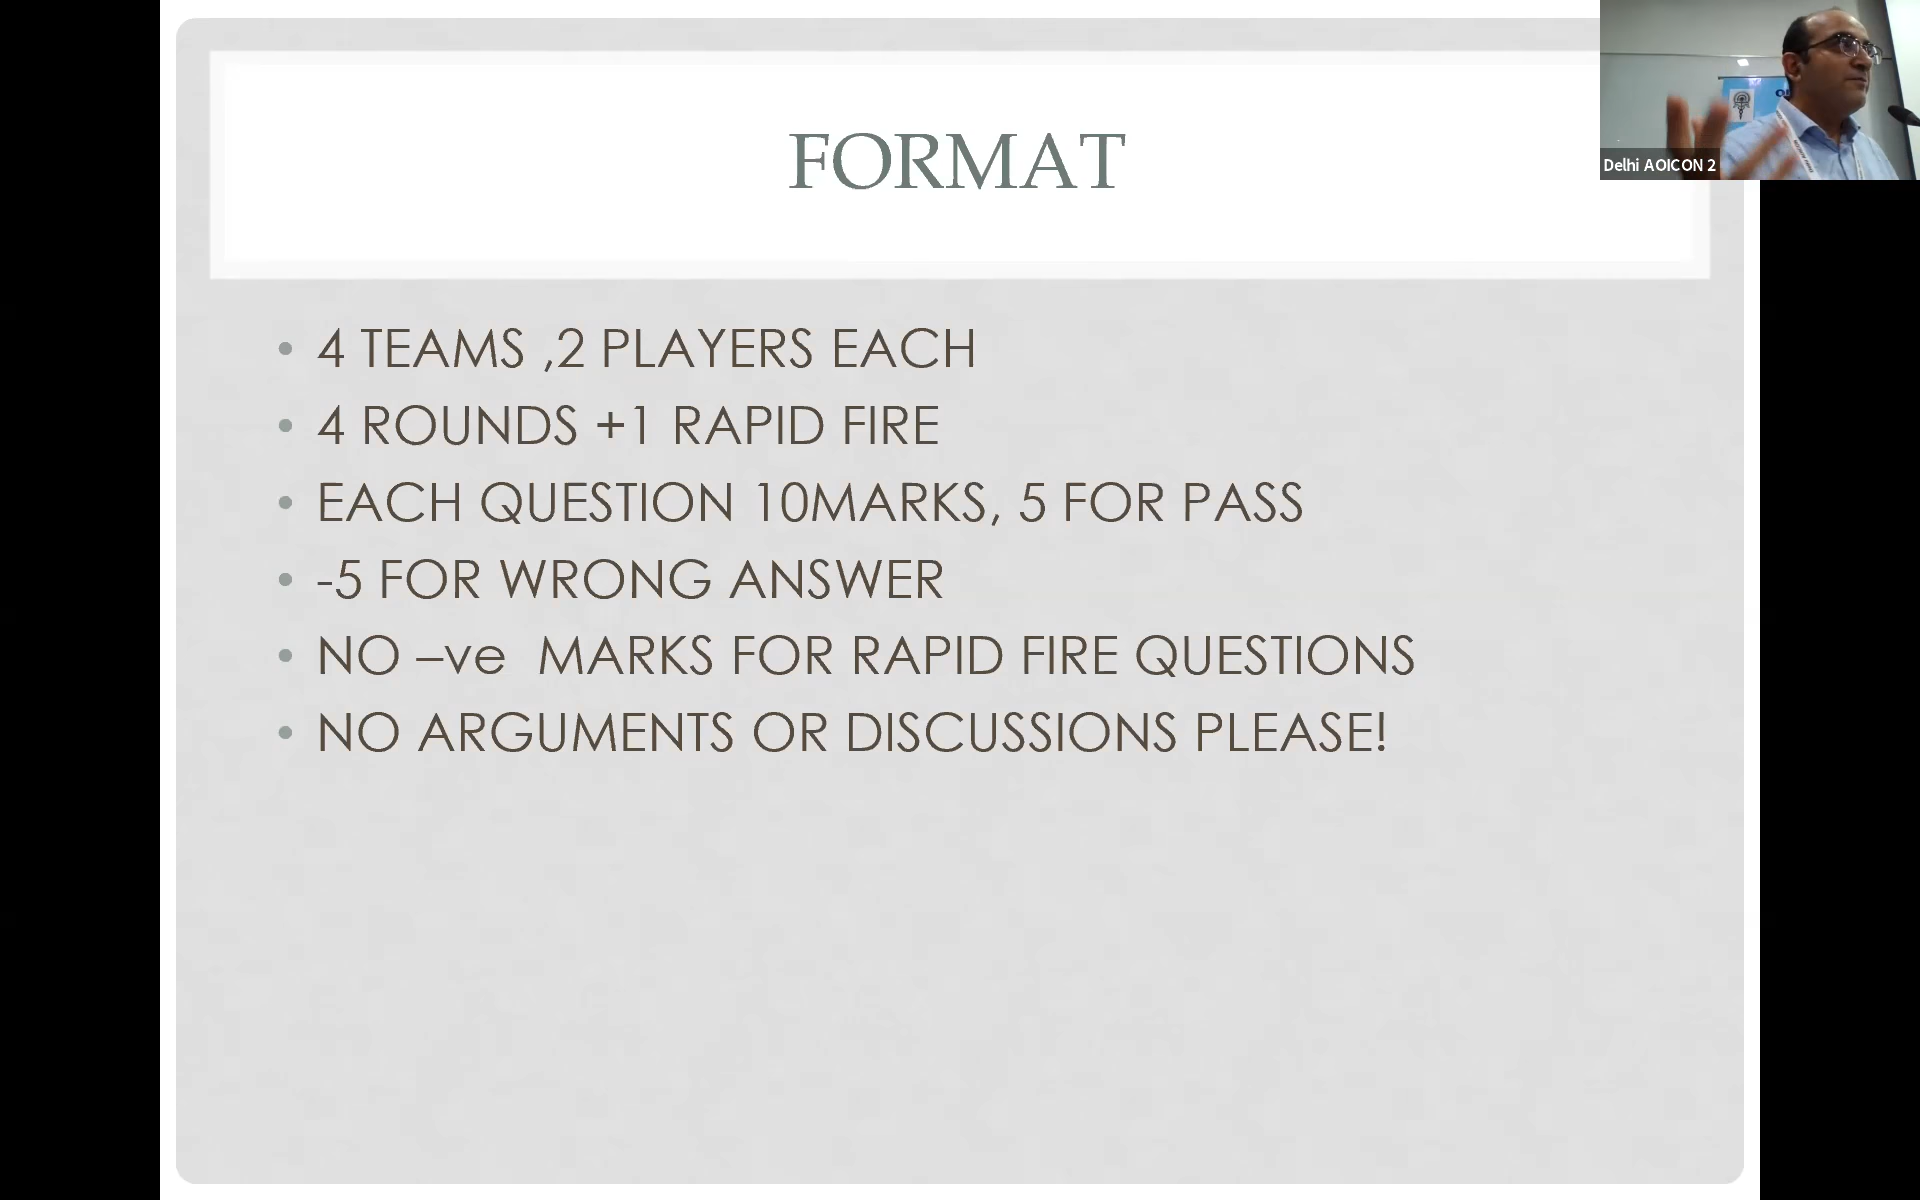 FORMAT
Delhi AOICON 2
• 4 TEAMS ,2 PLAYERS EACH
• 4 ROUNDS +1 RAPID FIRE
• EACH QUESTION 10MARKS, 5 FOR PASS
• -5 FOR WRONG ANSWER
• NO –ve  MARKS FOR RAPID FIRE QUESTIONS
• NO ARGUMENTS OR DISCUSSIONS PLEASE!